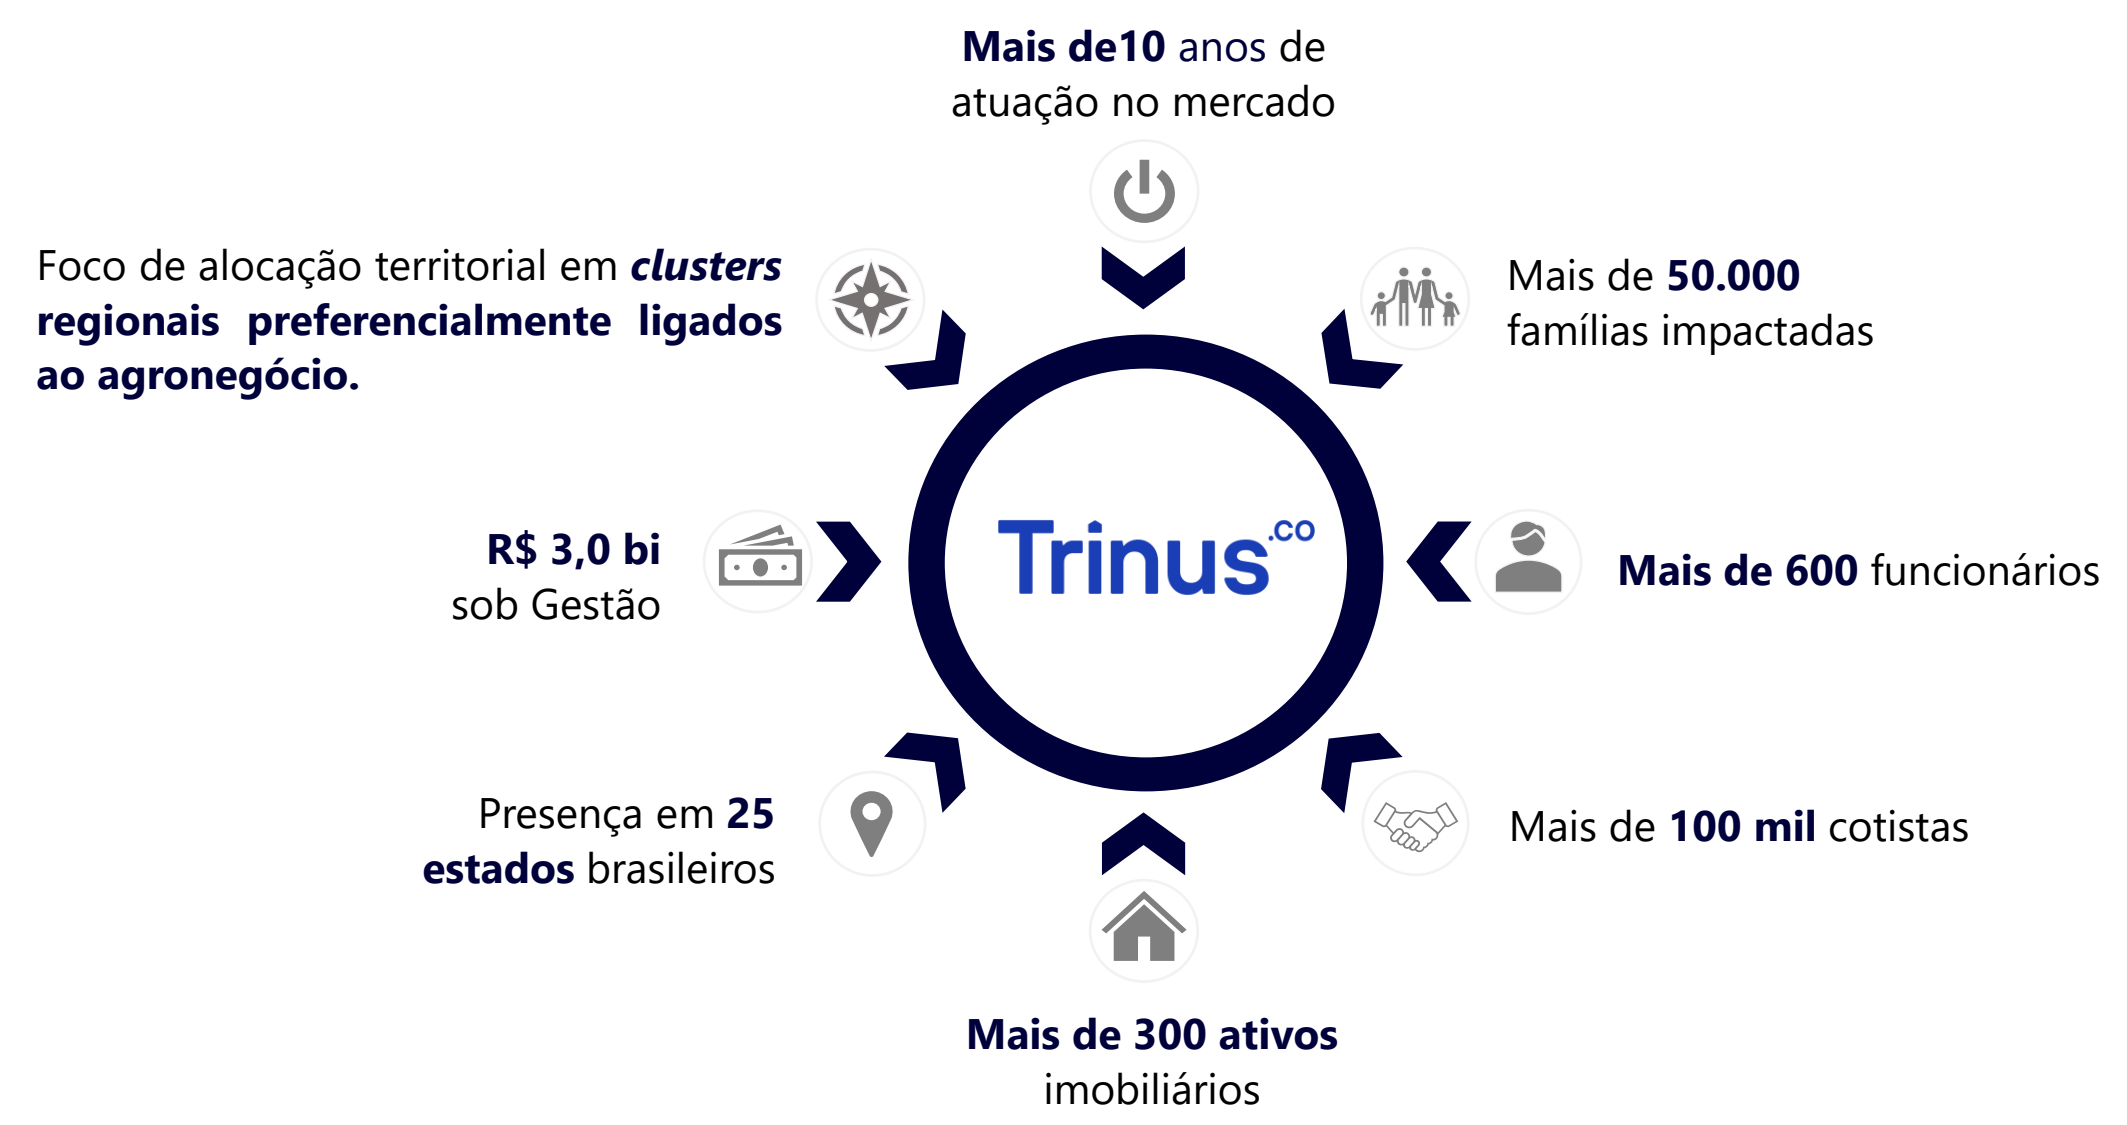 Mais de10 anos de
atuação no mercado
Foco de alocação territorial em clusters
regionais preferencialmente ligados
ao agronegócio.
Mais de 50.000
famílias impactadas
R$ 3,0 bi
sob Gestão
Trinus.co
Mais de 600 funcionários
Presença em 25
estados brasileiros
Mais de 100 mil cotistas
Mais de 300 ativos
imobiliários